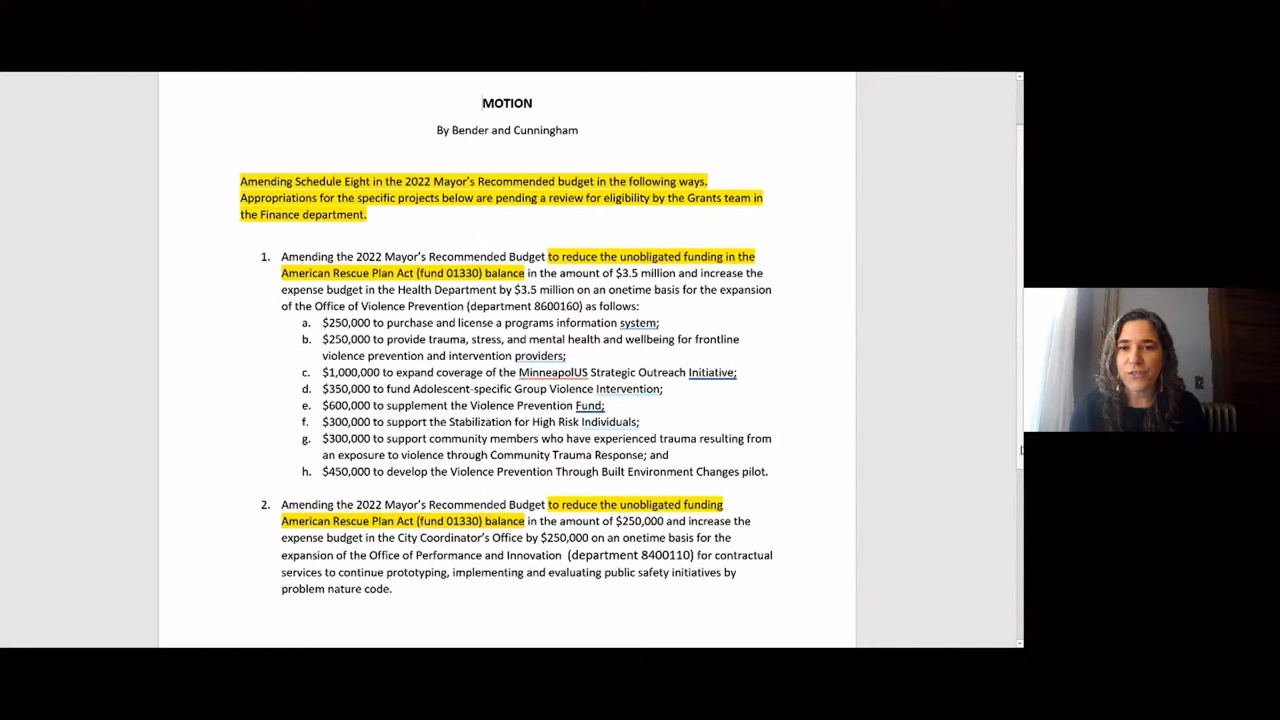 MOTION
By Bender and Cunningham
Amending Schedule Eight in the 2022 Mayor's Recommended budget in the following ways.
Appropriations for the specific projects below are pending a review for eligibility by the Grants team in
the Finance department.
1. Amending the 2022 Mayor's Recommended Budget to reduce the unobligated funding in the
American Rescue Plan Act (fund 01330) balance in the amount of $3.5 million and increase the
expense budget in the Health Department by $3.5 million on an onetime basis for the expansion
of the Office of Violence Prevention (department 8600160) as follows:
a. $250,000 to purchase and license a programs information system;
b. $250,000 to provide trauma, stress, and mental health and wellbeing for frontline
violence prevention and intervention providers;
c. $1,000,000 to expand coverage of the MinneapolUS Strategic Outreach Initiative;
d. $350,000 to fund Adolescent-specific Group Violence Intervention;
e. $600,000 to supplement the Violence Prevention Fund;
f. $300,000 to support the Stabilization for High Risk Individuals;
g. $300,000 to support community members who have experienced trauma resulting from
an exposure to violence through Community Trauma Response; and
h. $450,000 to develop the Violence Prevention Through Built Environment Changes pilot.
2. Amending the 2022 Mayor's Recommended Budget to reduce the unobligated funding
American Rescue Plan Act (fund 01330) balance in the amount of $250,000 and increase the
expense budget in the City Coordinator's Office by $250,000 on an onetime basis for the
expansion of the Office of Performance and Innovation (department 8400110) for contractual
services to continue prototyping, implementing and evaluating public safety initiatives by
problem nature code.